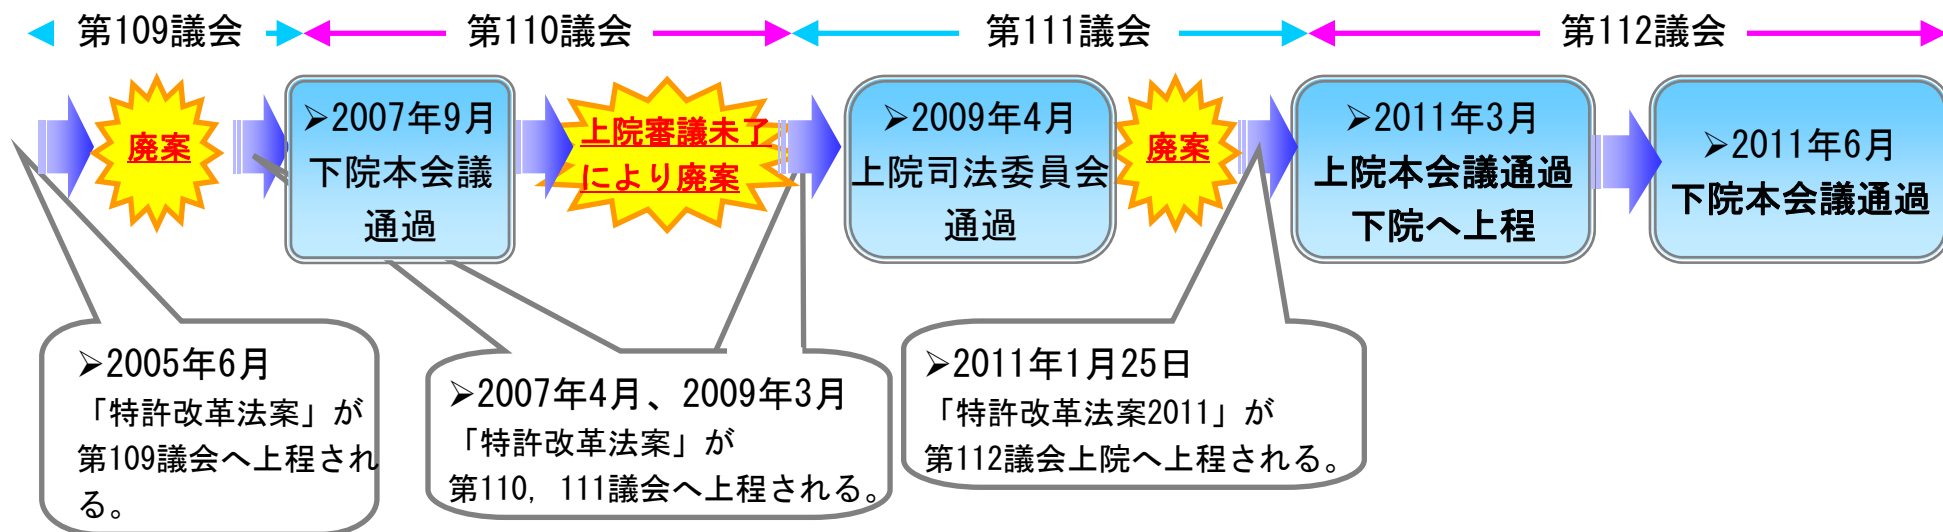 第109議会
第110議会
第111議会
第112議会
廃案
➢2007年9月
下院本会議
通過
上院審議未了
により廃案
➢2009年4月
上院司法委員会
通過
廃案
➢2011年3月
上院本会議通過
下院へ上程
➢2011年6月
下院本会議通過
➢2005年6月
「特許改革法案」が
第109議会へ上程され
る。
➢2007年4月、2009年3月
「特許改革法案」が
第110, 111議会へ上程される。
➢2011年1月25日
「特許改革法案2011」が
第112議会上院へ上程される。